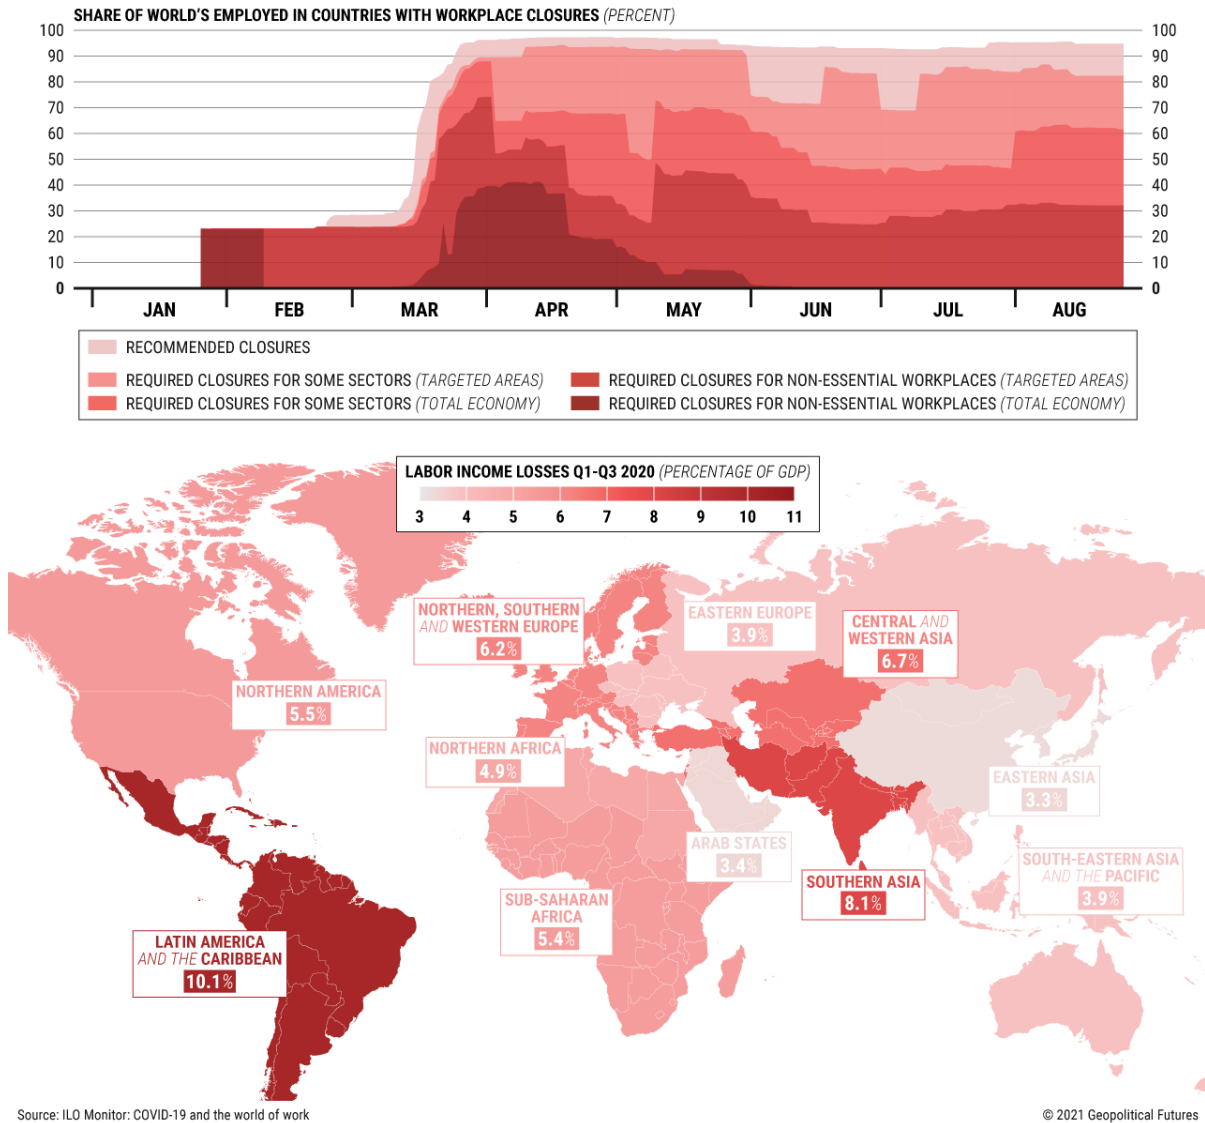 SHARE OF WORLD'S EMPLOYED IN COUNTRIES WITH WORKPLACE CLOSURES (PERCENT)
100 100
90 90
80 80
70 70
60 60
50 50
40 40
30 30
20 20
10 10
0 0
JAN FEB MAR APR MAY JUN JUL AUG
RECOMMENDED CLOSURES
REQUIRED CLOSURES FOR SOME SECTORS (TARGETED AREAS) REQUIRED CLOSURES FOR NON-ESSENTIAL WORKPLACES (TARGETED AREAS)
REQUIRED CLOSURES FOR SOME SECTORS (TOTAL ECONOMY) REQUIRED CLOSURES FOR NON-ESSENTIAL WORKPLACES (TOTAL ECONOMY)
LABOR INCOME LOSSES Q1-Q3 2020 (PERCENTAGE OF GDP)
3 4 5 6 7 8 9 10 11
NORTHERN, SOUTHERN
AND WESTERN EUROPE
6.2%
EASTERN EUROPE
3.9%
CENTRAL AND
WESTERN ASIA
6.7%
NORTHERN AMERICA
5.5%
NORTHERN AFRICA
4.9%
EASTERN ASIA
3.3%
ARAB STATES
3.4%
SOUTHERN ASIA
8.1%
SOUTH-EASTERN ASIA
AND THE PACIFIC
3.9%
SUB-SAHARAN
AFRICA
5.4%
LATIN AMERICA
AND THE CARIBBEAN
10.1%
Source: ILO Monitor: COVID-19 and the world of work
© 2021 Geopolitical Futures